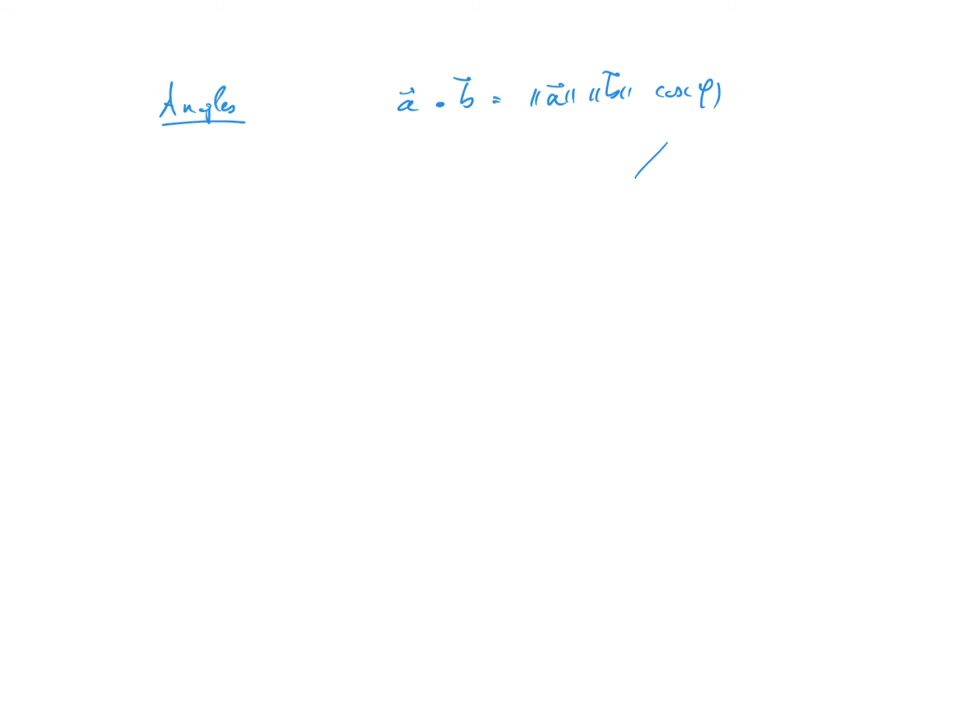 Angles
a⃗ • b⃗ = ‖a⃗‖ ‖b⃗‖ cos(φ)